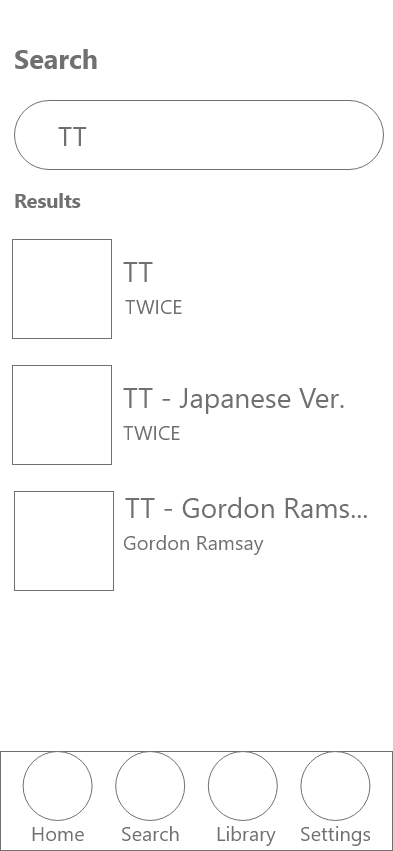 Search
TT
Results
TT
TWICE
TT - Japanese Ver.
TWICE
TT - Gordon Rams...
Gordon Ramsay
Home Search Library Settings